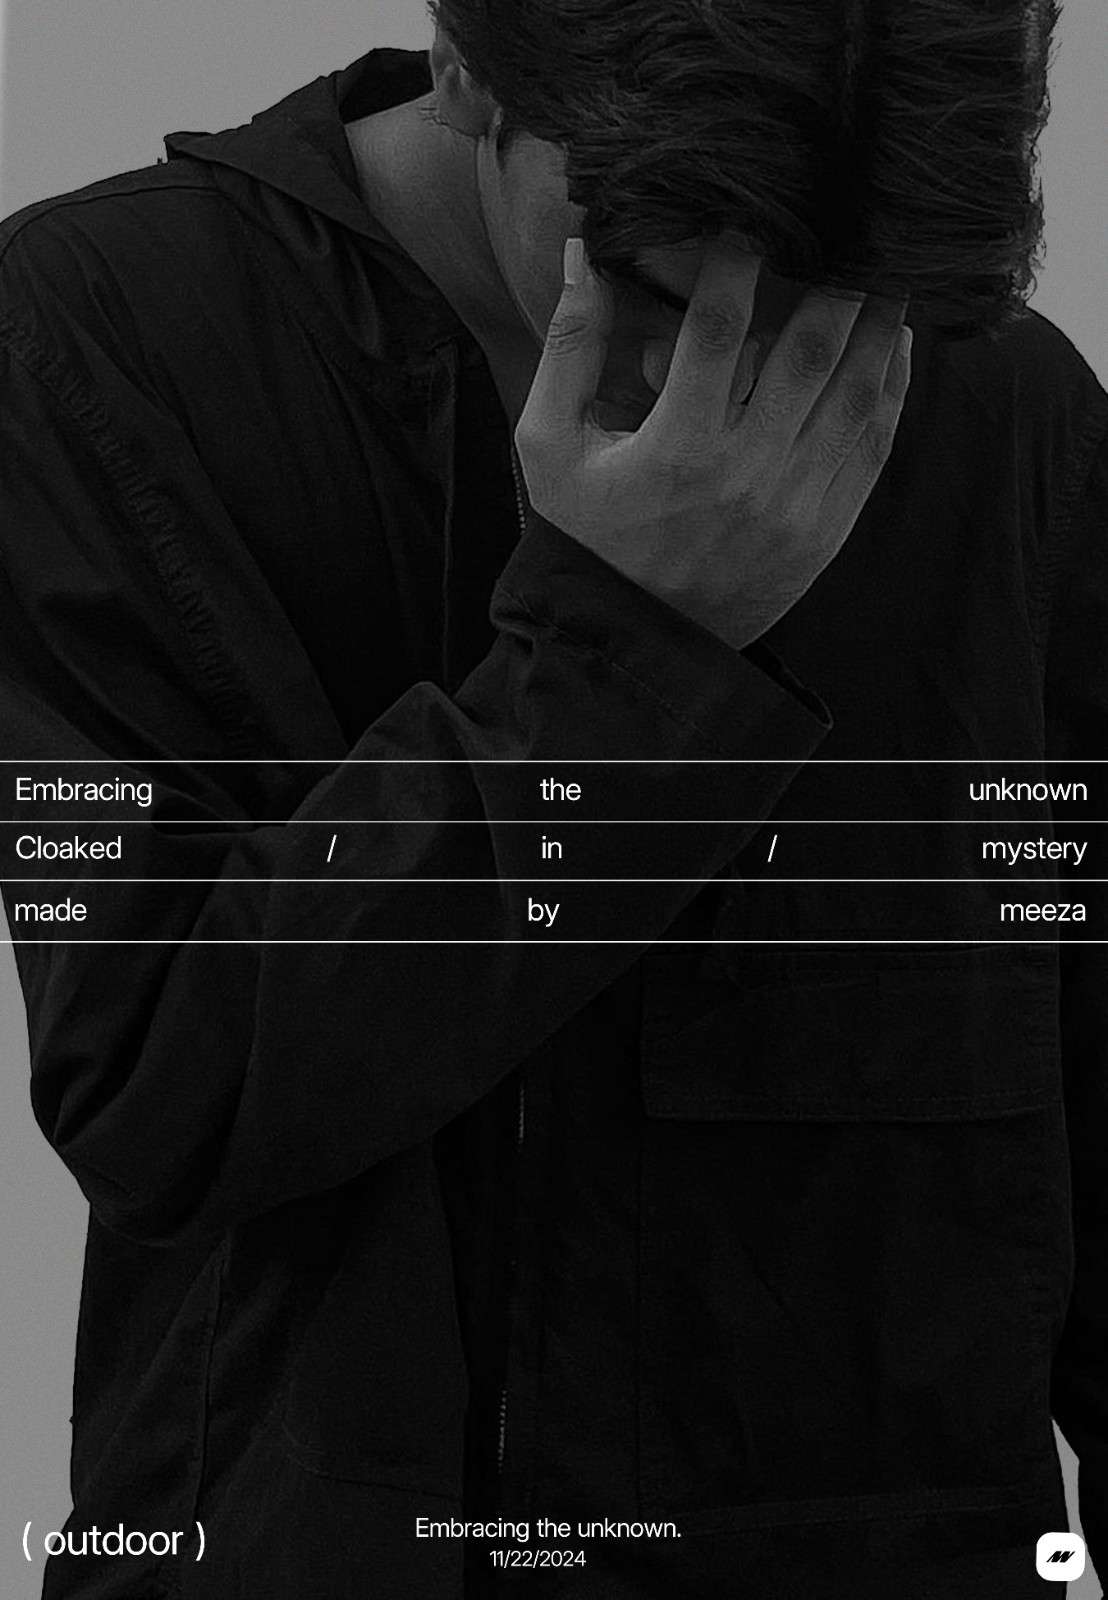 Embracing the unknown
Cloaked / in / mystery
made by meeza
( outdoor )
Embracing the unknown.
11/22/2024